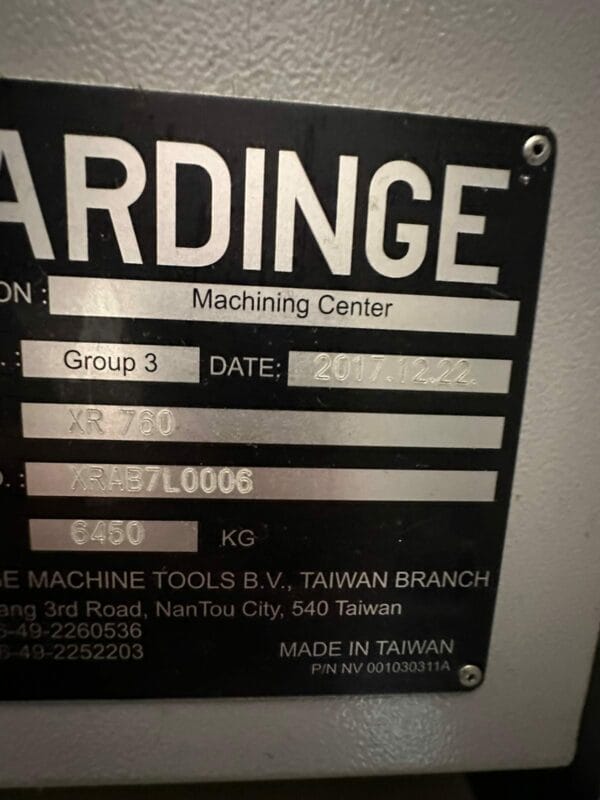 ARDINGE
ON : Machining Center
. : Group 3 DATE: 2017.12.22.
XR 760
. : XRAB7L0006
6450 KG
GE MACHINE TOOLS B.V., TAIWAN BRANCH
ang 3rd Road, NanTou City, 540 Taiwan
6-49-2260536
6-49-2252203 MADE IN TAIWAN
P/N NV 001030311A